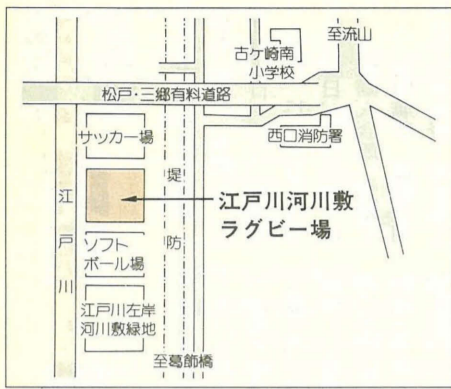 至流山
古ケ崎南
小学校
松戸・三郷有料道路
サッカー場
西口消防署
江戸川
堤防
江戸川河川敷
ラグビー場
ソフト
ボール場
江戸川左岸
河川敷緑地
至葛飾橋